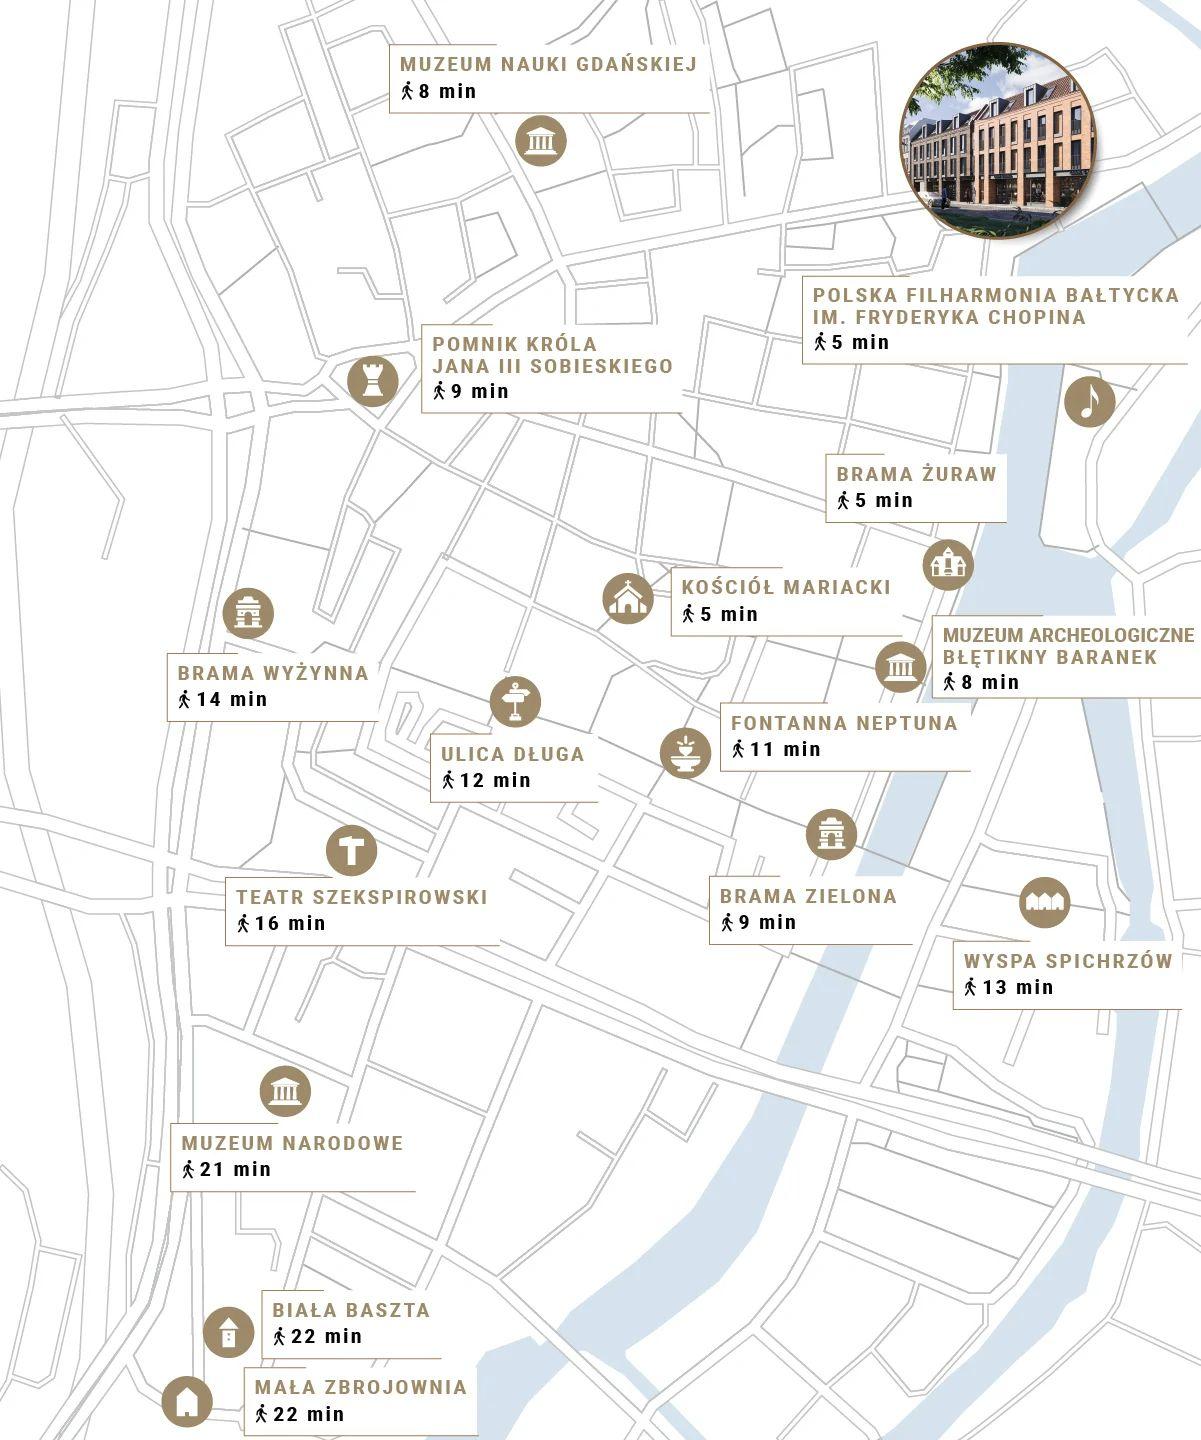 MUZEUM NAUKI GDAŃSKIEJ
8 min
POLSKA FILHARMONIA BAŁTYCKA
IM. FRYDERYKA CHOPINA
5 min
POMNIK KRÓLA
JANA III SOBIESKIEGO
9 min
BRAMA ŻURAW
5 min
KOŚCIÓŁ MARIACKI
5 min
MUZEUM ARCHEOLOGICZNE
BŁĘTIKNY BARANEK
8 min
BRAMA WYŻYNNA
14 min
FONTANNA NEPTUNA
11 min
ULICA DŁUGA
12 min
TEATR SZEKSPIROWSKI
16 min
BRAMA ZIELONA
9 min
WYSPA SPICHRZÓW
13 min
MUZEUM NARODOWE
21 min
BIAŁA BASZTA
22 min
MAŁA ZBROJOWNIA
22 min